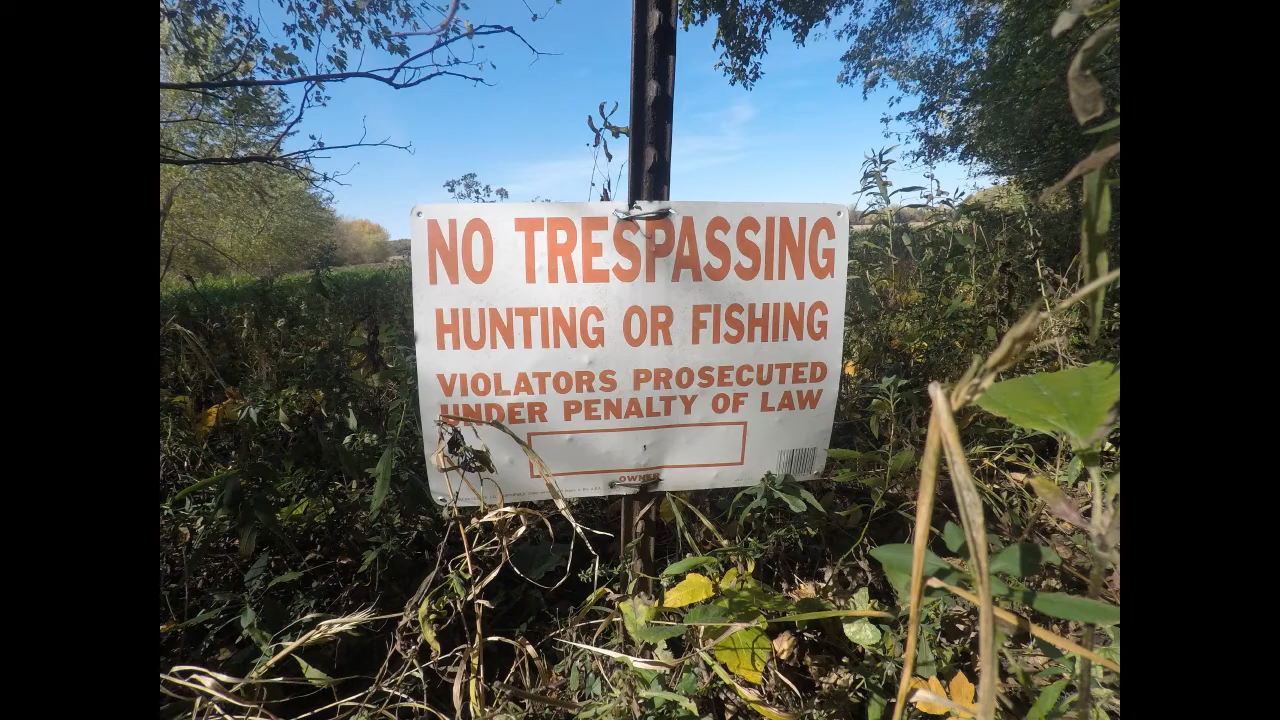 NO TRESPASSING
HUNTING OR FISHING
VIOLATORS PROSECUTED
UNDER PENALTY OF LAW
OWNER